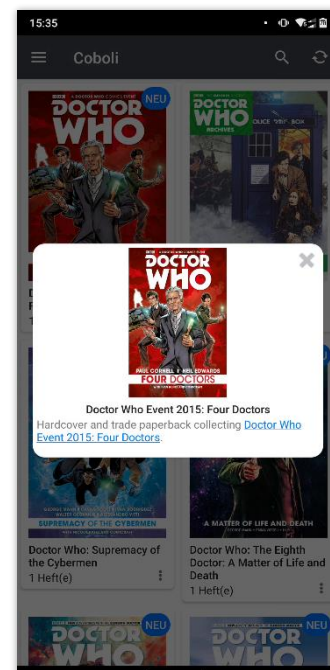 15:35
Coboli
NEU
DOCTOR WHO
DOCTOR WHO
ARCHIVES
POLICE BOX
DOCTOR
WHO
PAUL CORNELL NEIL EDWARDS
FOUR DOCTORS
Doctor Who Event 2015: Four Doctors
Hardcover and trade paperback collecting Doctor Who
Event 2015: Four Doctors.
SUPREMACY OF THE CYBERMEN
A MATTER OF LIFE AND DEATH
Doctor Who: Supremacy of
the Cybermen
1 Heft(e)
Doctor Who: The Eighth
Doctor: A Matter of Life and
Death
1 Heft(e)
NEU
DOCTOR
WHO
NEU
DOCTOR
WHO